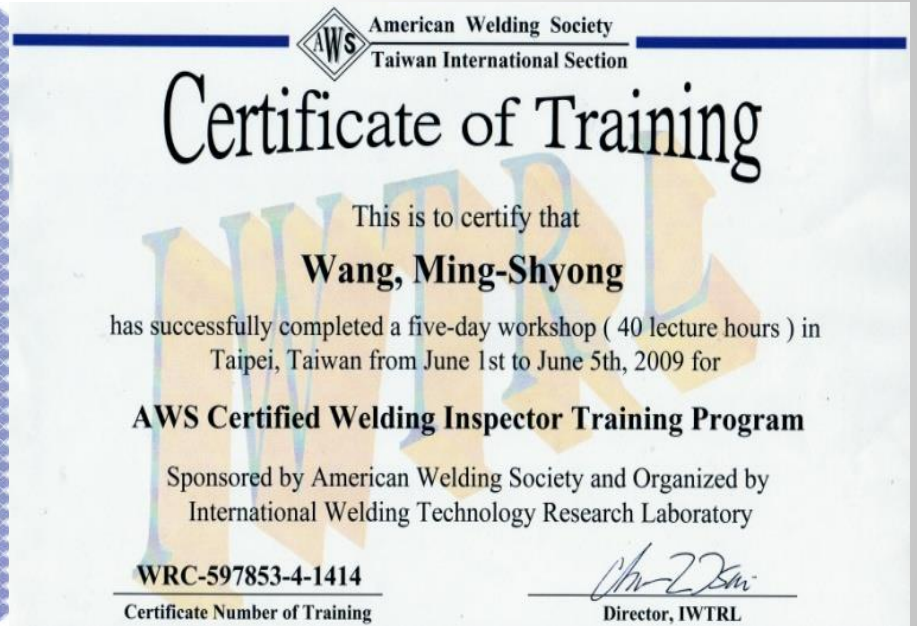 AWS
American Welding Society
Taiwan International Section
Certificate of Training
This is to certify that
Wang, Ming-Shyong
has successfully completed a five-day workshop ( 40 lecture hours ) in
Taipei, Taiwan from June 1st to June 5th, 2009 for
AWS Certified Welding Inspector Training Program
Sponsored by American Welding Society and Organized by
International Welding Technology Research Laboratory
IWTRL
WRC-597853-4-1414
Certificate Number of Training
Director, IWTRL